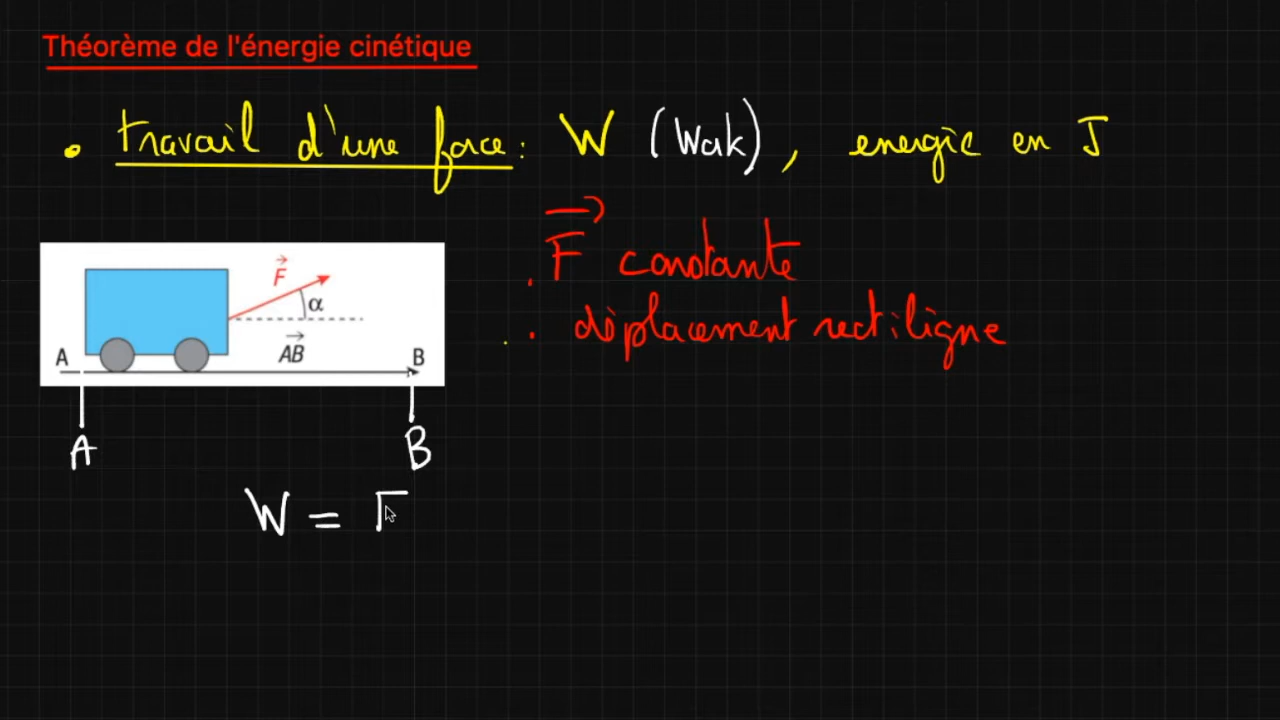 Théorème de l'énergie cinétique
• travail d'une force : W (Wak), energie en J
. F constante
. déplacement rectiligne
F
α
AB
A B
A B
W = F